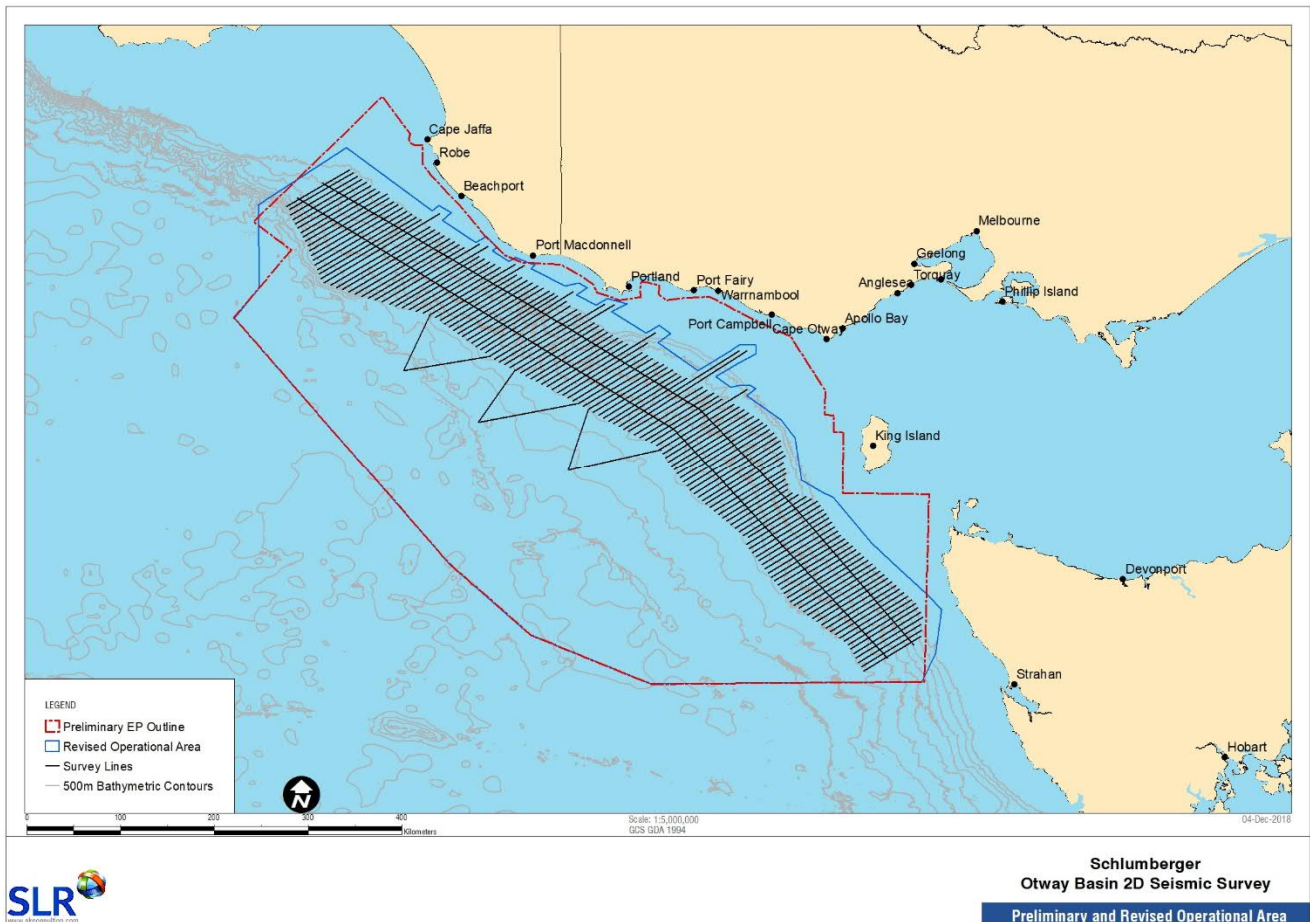 Cape Jaffa
Robe
Beachport
Port Macdonnell
Portland
Port Fairy
Warrnambool
Port Campbell
Cape Otway
Apollo Bay
Anglesea
Torquay
Geelong
Melbourne
Phillip Island
King Island
Devonport
Strahan
Hobart
LEGEND
Preliminary EP Outline
Revised Operational Area
Survey Lines
500m Bathymetric Contours
N
0 100 200 300 400
Kilometers
Scale: 1:5,000,000
GCS GDA 1994
04-Dec-2018
SLR
Schlumberger
Otway Basin 2D Seismic Survey
Preliminary and Revised Operational Area